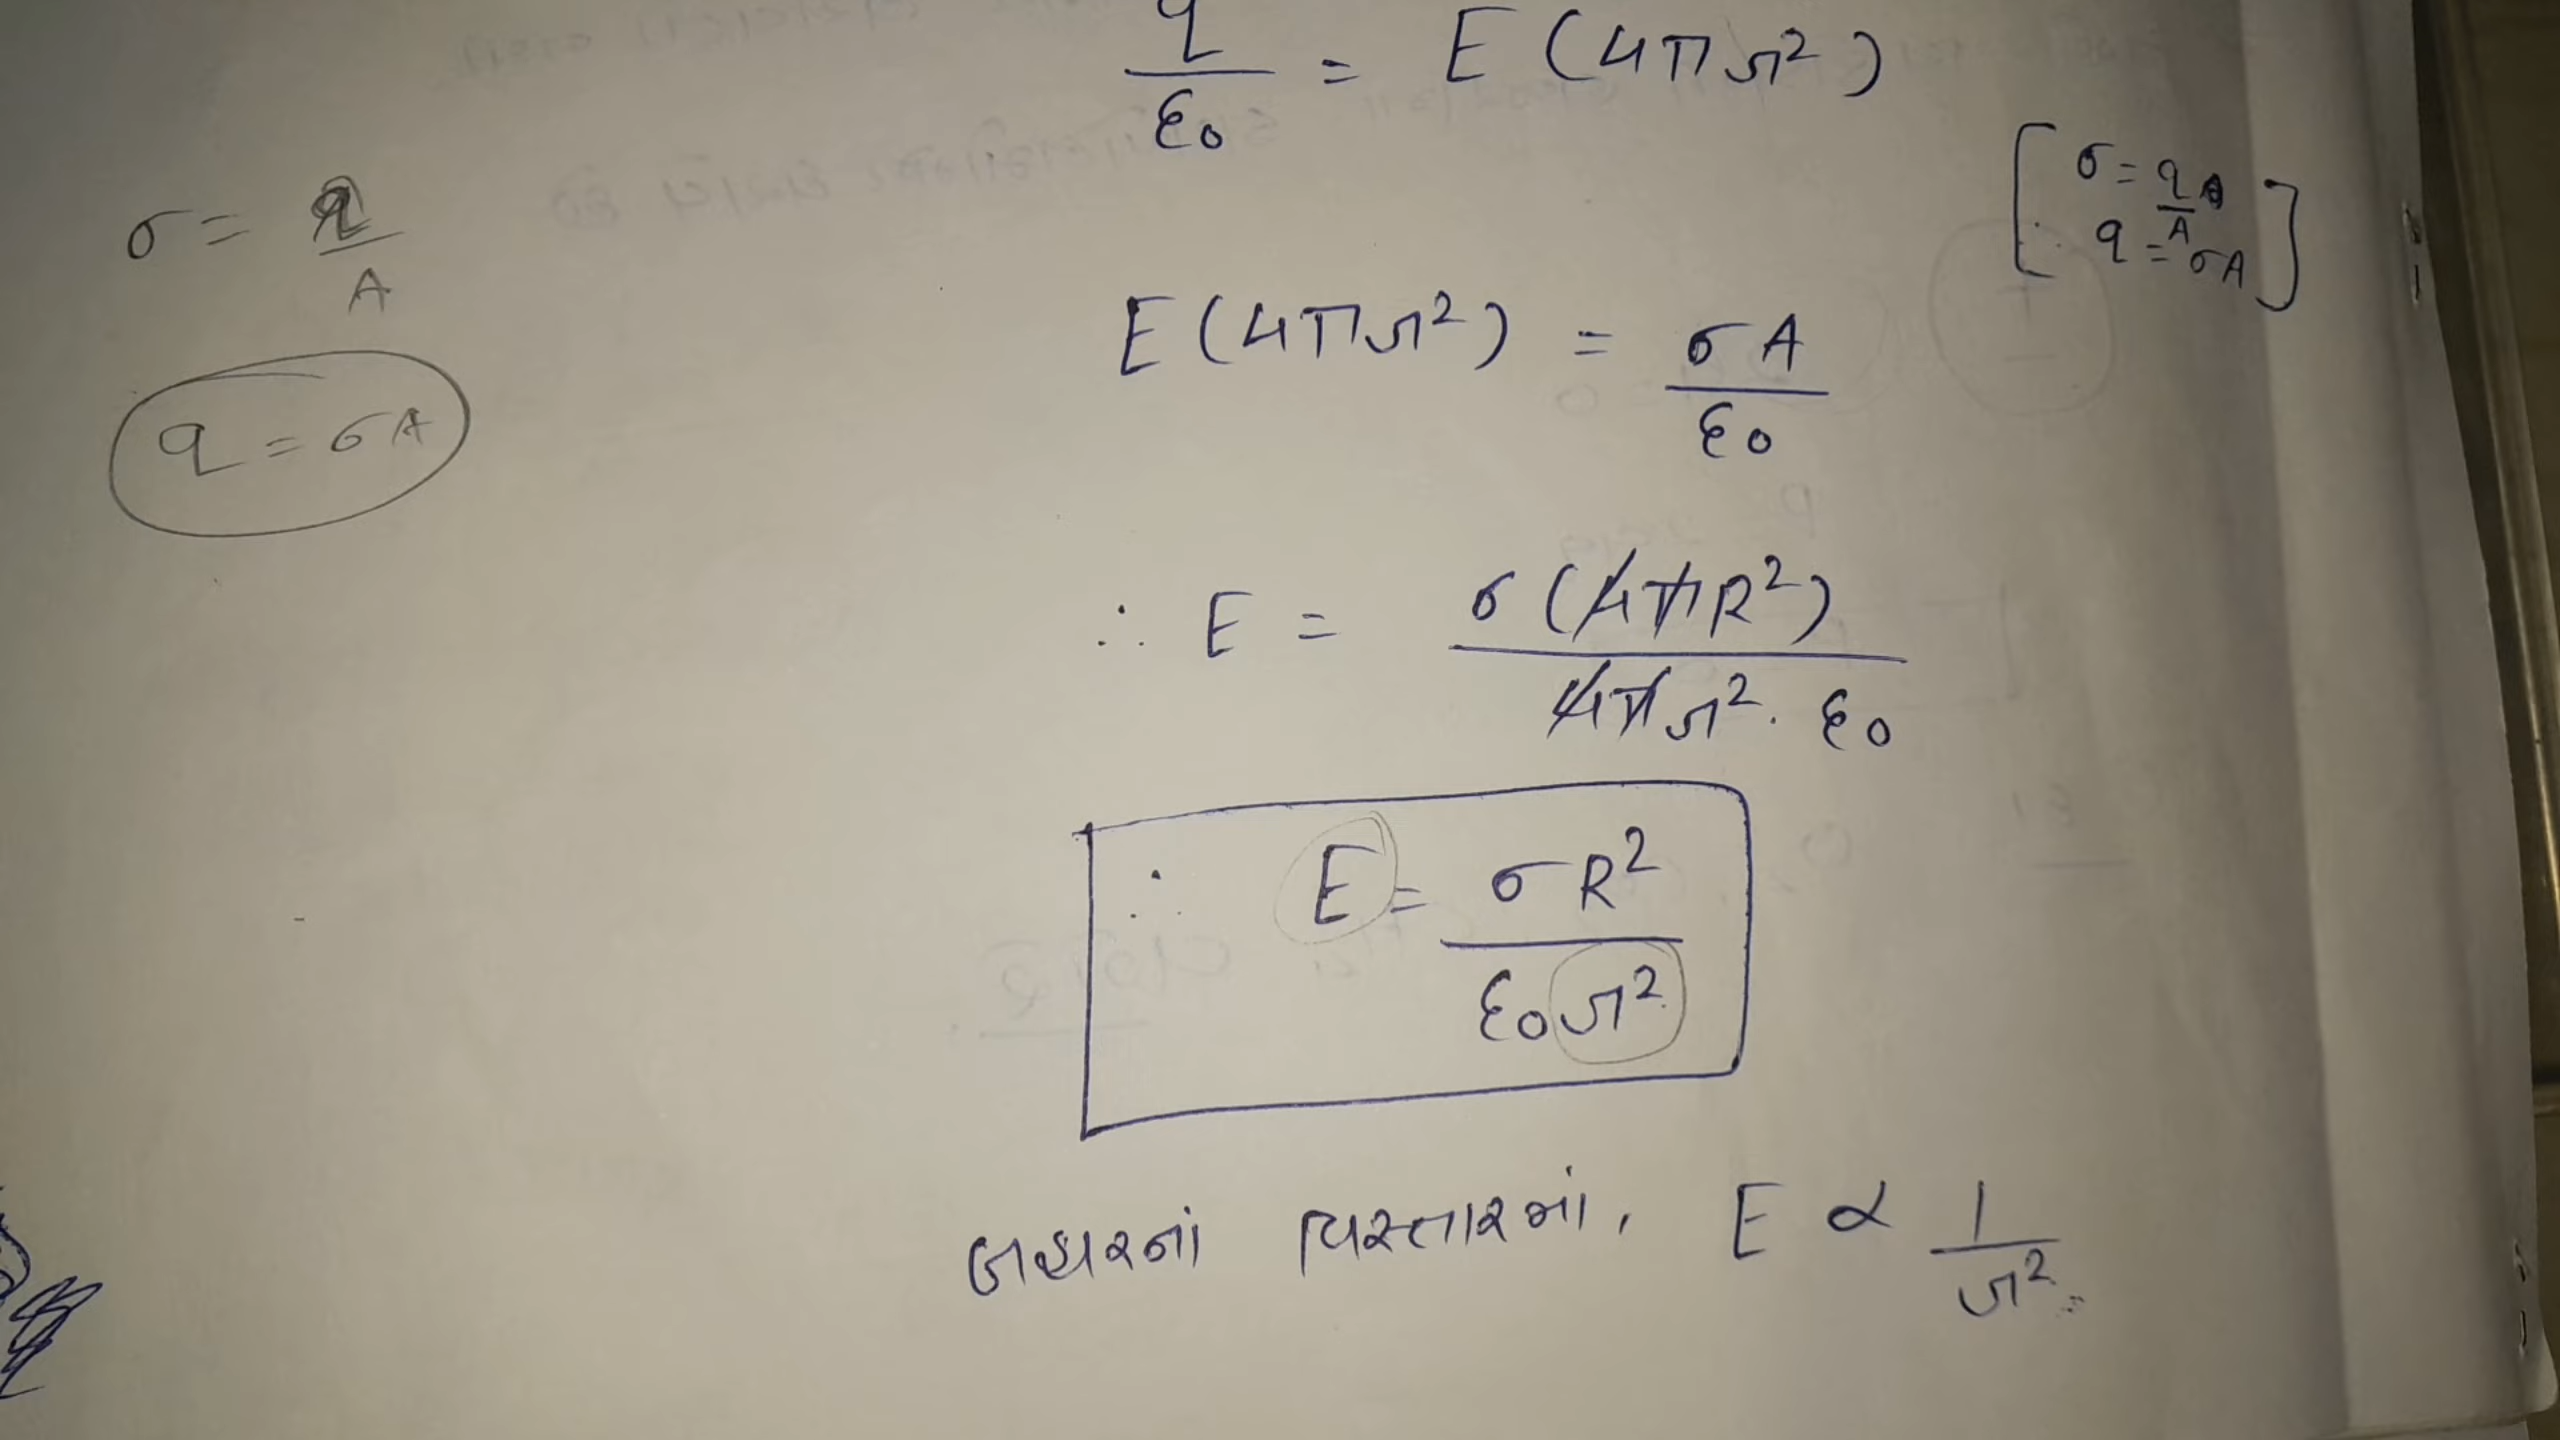 q/ε₀ = E (4πr²)
σ = q/A
q = σA
[σ = q/A
∴ q = σA]
E (4πr²) = σA/ε₀
∴ E = σ(4πR²)/4πr².ε₀
∴ E = σR²/ε₀r²
બહારનાં વિસ્તારમાં, E ∝ 1/r²